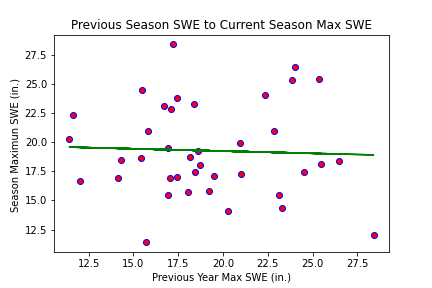 Previous Season SWE to Current Season Max SWE
Season Maximun SWE (in.)
27.5
25.0
22.5
20.0
17.5
15.0
12.5
12.5 15.0 17.5 20.0 22.5 25.0 27.5
Previous Year Max SWE (in.)